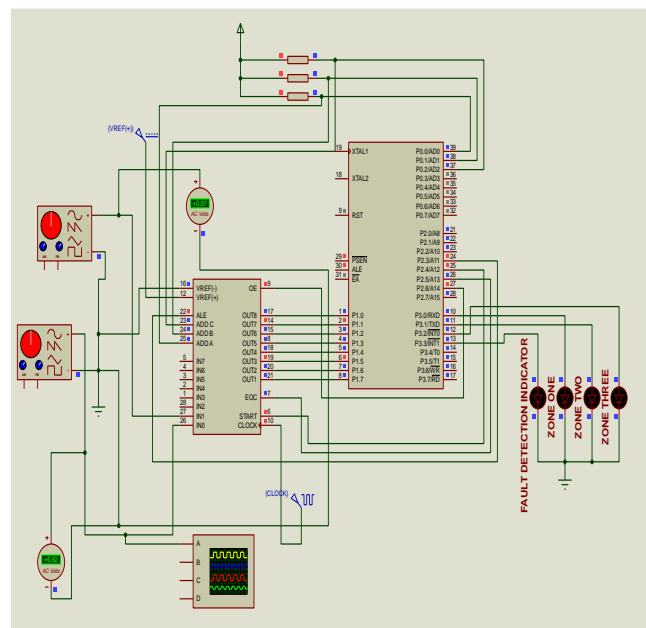 (VREF(+))
+0.97
AC Volts
19
XTAL1
18
XTAL2
9
RST
29
PSEN
30
ALE
31
EA
1
P1.0
2
P1.1
3
P1.2
4
P1.3
5
P1.4
6
P1.5
7
P1.6
8
P1.7
P0.0/AD0
39
P0.1/AD1
38
P0.2/AD2
37
P0.3/AD3
36
P0.4/AD4
35
P0.5/AD5
34
P0.6/AD6
33
P0.7/AD7
32
P2.0/A8
21
P2.1/A9
22
P2.2/A10
23
P2.3/A11
24
P2.4/A12
25
P2.5/A13
26
P2.6/A14
27
P2.7/A15
28
P3.0/RXD
10
P3.1/TXD
11
P3.2/INT0
12
P3.3/INT1
13
P3.4/T0
14
P3.5/T1
15
P3.6/WR
16
P3.7/RD
17
16
VREF(-)
12
VREF(+)
22
ALE
23
ADD C
24
ADD B
25
ADD A
5
IN7
4
IN6
3
IN5
2
IN4
1
IN3
28
IN2
27
IN1
26
IN0
OE
9
OUT8
17
OUT7
14
OUT6
15
OUT5
8
OUT4
18
OUT3
19
OUT2
20
OUT1
21
EOC
7
START
6
CLOCK
10
(CLOCK)
AC Volts
A
B
C
D
FAULT DETECTION INDICATOR
ZONE ONE
ZONE TWO
ZONE THREE